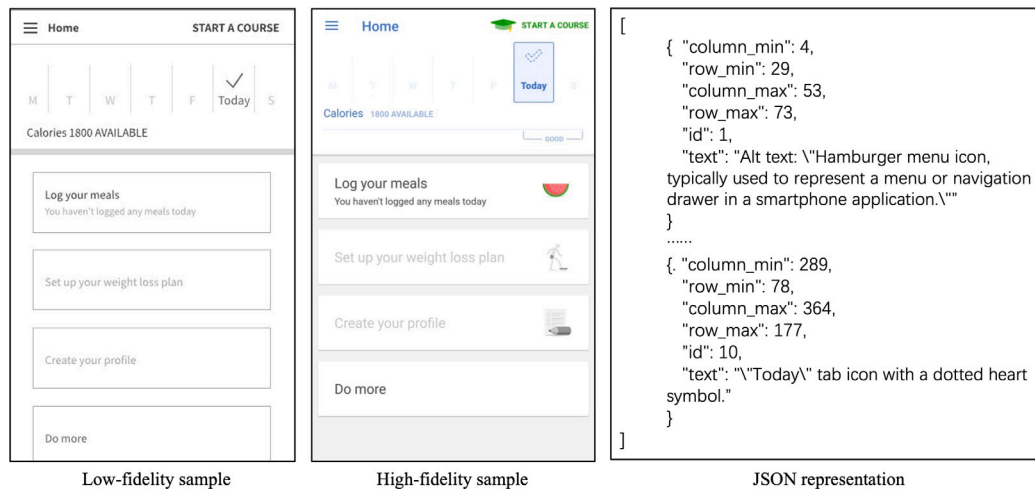 Home START A COURSE
M T W T F Today S
Calories 1800 AVAILABLE
Log your meals
You haven't logged any meals today
Set up your weight loss plan
Create your profile
Do more
Low-fidelity sample
Home START A COURSE
M T W T F Today S
Calories 1800 AVAILABLE
GOOD
Log your meals
You haven't logged any meals today
Set up your weight loss plan
Create your profile
Do more
High-fidelity sample
[
{ "column_min": 4,
"row_min": 29,
"column_max": 53,
"row_max": 73,
"id": 1,
"text": "Alt text: \"Hamburger menu icon,
typically used to represent a menu or navigation
drawer in a smartphone application.\""
}
......
{. "column_min": 289,
"row_min": 78,
"column_max": 364,
"row_max": 177,
"id": 10,
"text": "\"Today\" tab icon with a dotted heart
symbol."
}
]
JSON representation